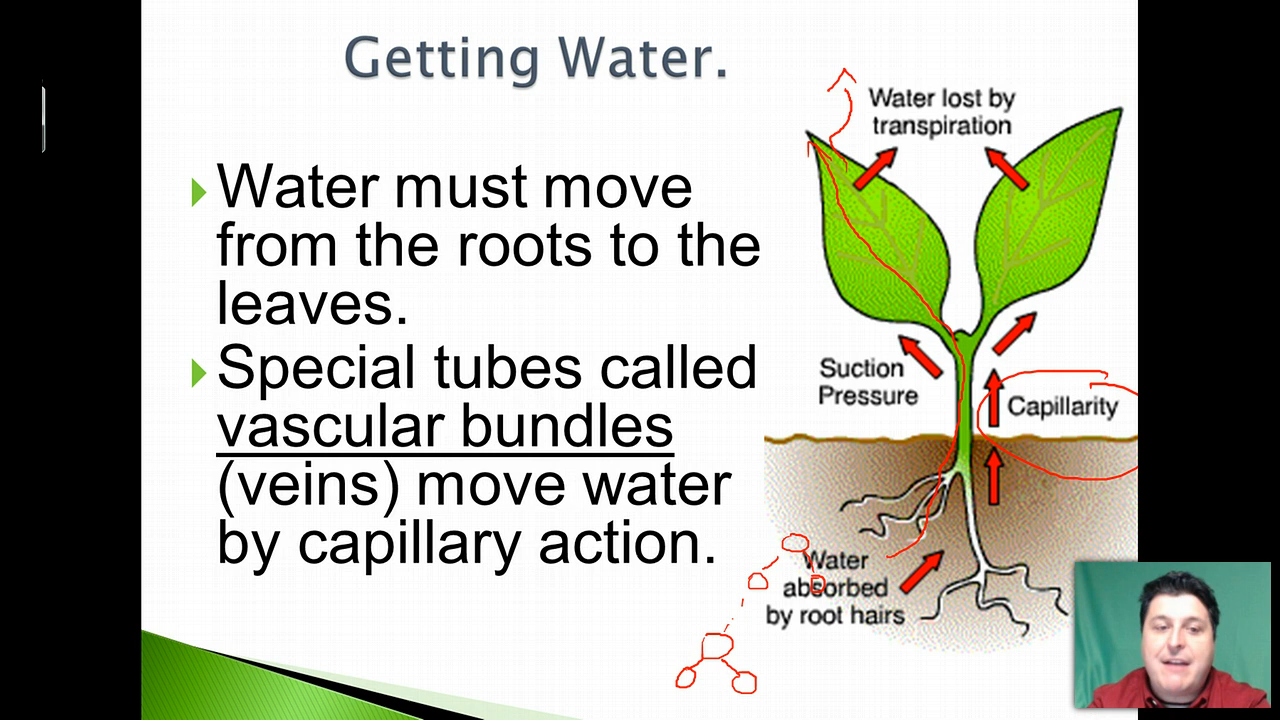 Getting Water.
Water must move
from the roots to the
leaves.
Special tubes called
vascular bundles
(veins) move water
by capillary action.
Water lost by
transpiration
Suction
Pressure
Capillarity
Water
absorbed
by root hairs